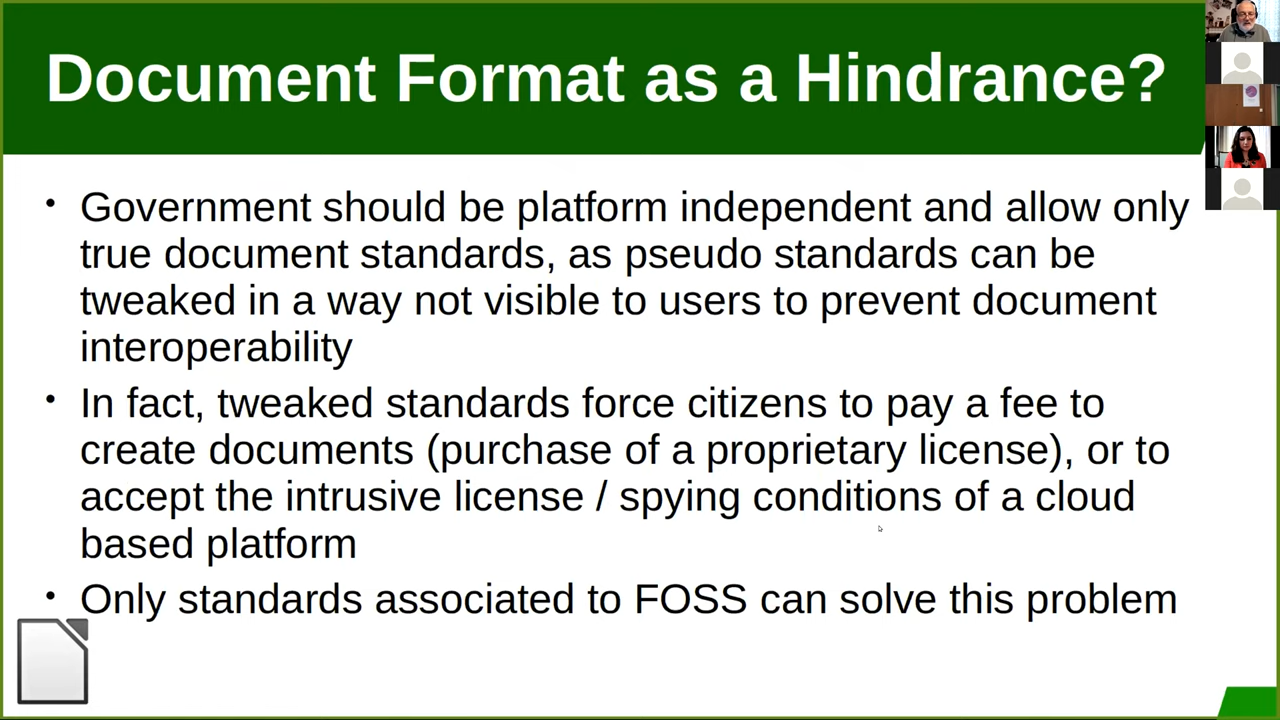 Document Format as a Hindrance?
• Government should be platform independent and allow only
true document standards, as pseudo standards can be
tweaked in a way not visible to users to prevent document
interoperability
• In fact, tweaked standards force citizens to pay a fee to
create documents (purchase of a proprietary license), or to
accept the intrusive license / spying conditions of a cloud
based platform
• Only standards associated to FOSS can solve this problem